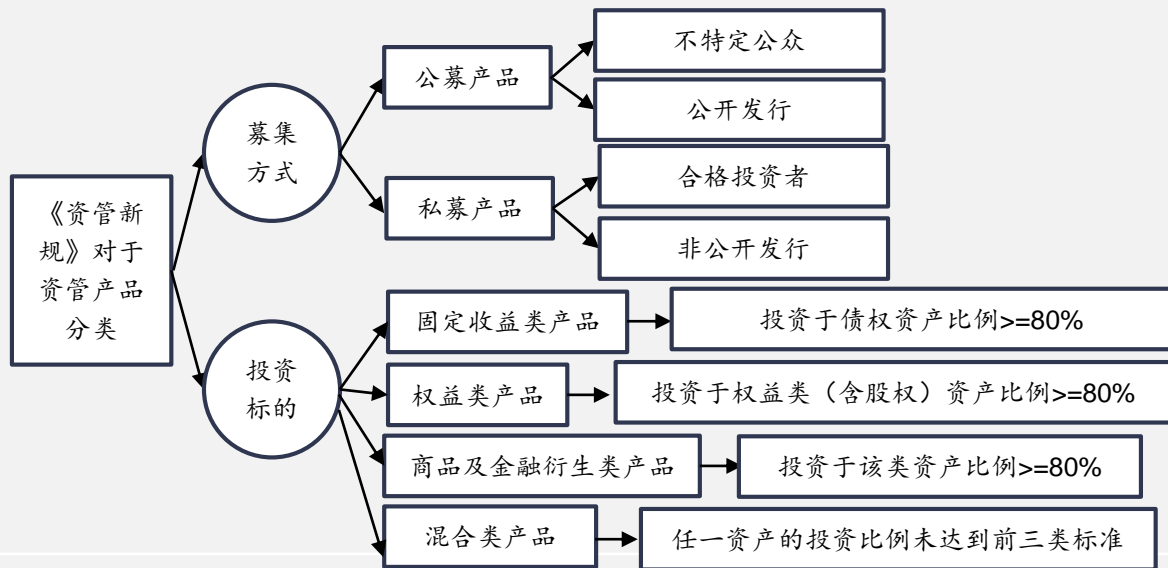 《资管新
规》对于
资管产品
分类
募集
方式
公募产品
不特定公众
公开发行
私募产品
合格投资者
非公开发行
投资
标的
固定收益类产品
投资于债权资产比例>=80%
权益类产品
投资于权益类（含股权）资产比例>=80%
商品及金融衍生类产品
投资于该类资产比例>=80%
混合类产品
任一资产的投资比例未达到前三类标准